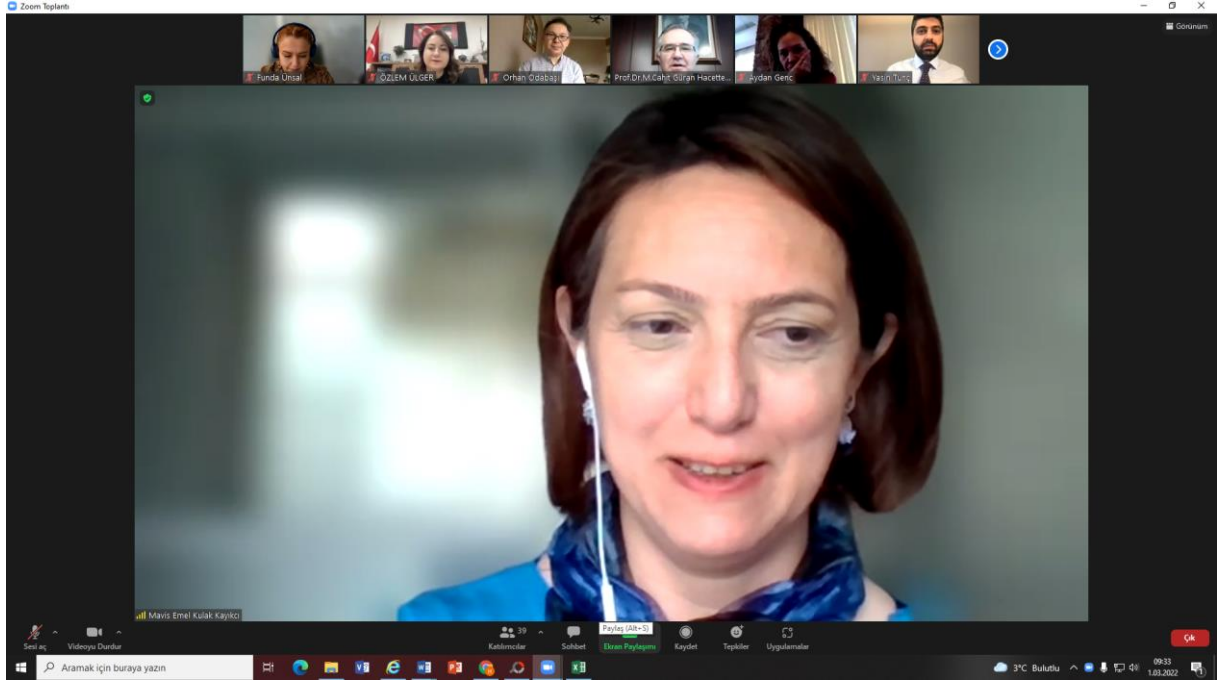 Zoom Toplantı
Görünüm
Funda Ünsal
ÖZLEM ÜLGER
Orhan Odabaşı
Prof.Dr.M.Cahit Güran Hacette...
Aydan Genç
Yasin Tunç
Mavis Emel Kulak Kayıkcı
39
Paylaş (Alt+S)
Sesi aç
Videoyu Durdur
Katılımcılar
Sohbet
Ekran Paylaşımı
Kaydet
Tepkiler
Uygulamalar
Çık
Aramak için buraya yazın
3°C Bulutlu
09:33
1.03.2022